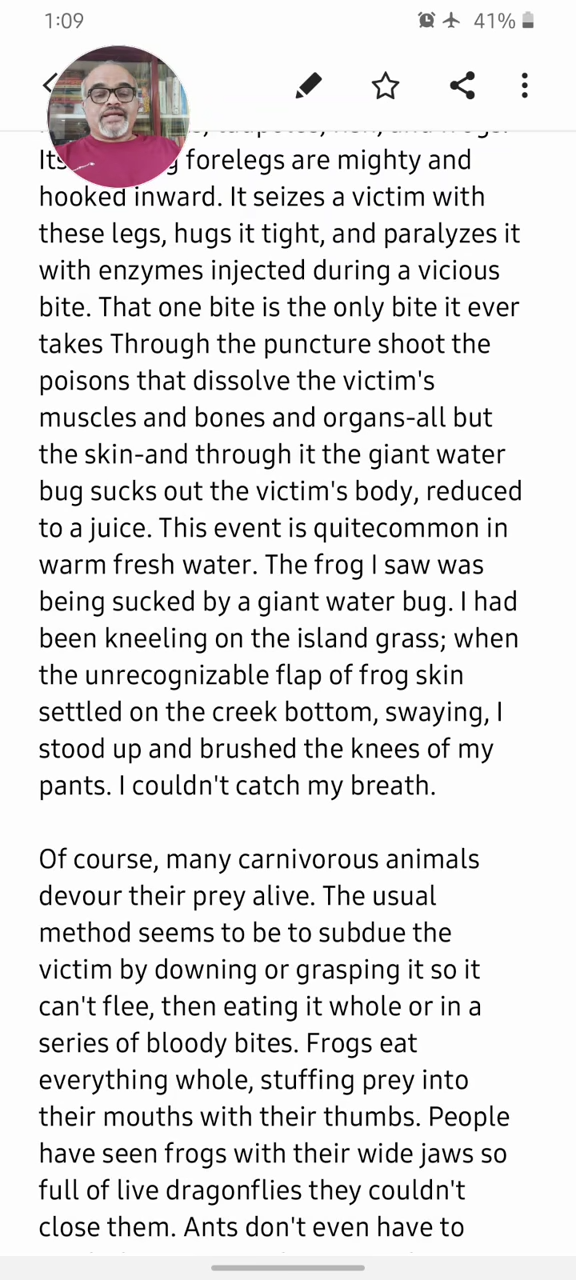 1:09
41%
forelegs are mighty and
hooked inward. It seizes a victim with
these legs, hugs it tight, and paralyzes it
with enzymes injected during a vicious
bite. That one bite is the only bite it ever
takes Through the puncture shoot the
poisons that dissolve the victim's
muscles and bones and organs-all but
the skin-and through it the giant water
bug sucks out the victim's body, reduced
to a juice. This event is quitecommon in
warm fresh water. The frog I saw was
being sucked by a giant water bug. I had
been kneeling on the island grass; when
the unrecognizable flap of frog skin
settled on the creek bottom, swaying, I
stood up and brushed the knees of my
pants. I couldn't catch my breath.
Of course, many carnivorous animals
devour their prey alive. The usual
method seems to be to subdue the
victim by downing or grasping it so it
can't flee, then eating it whole or in a
series of bloody bites. Frogs eat
everything whole, stuffing prey into
their mouths with their thumbs. People
have seen frogs with their wide jaws so
full of live dragonflies they couldn't
close them. Ants don't even have to